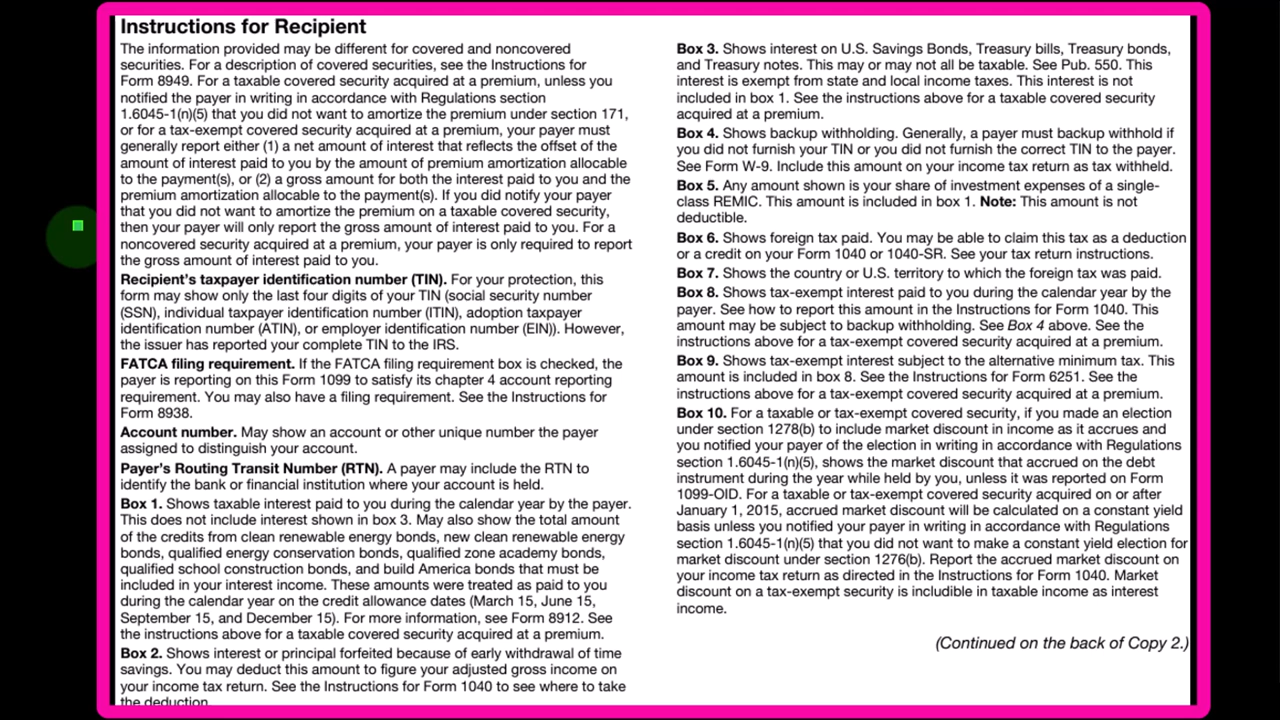 Instructions for Recipient
The information provided may be different for covered and noncovered
securities. For a description of covered securities, see the Instructions for
Form 8949. For a taxable covered security acquired at a premium, unless you
notified the payer in writing in accordance with Regulations section
1.6045-1(n)(5) that you did not want to amortize the premium under section 171,
or for a tax-exempt covered security acquired at a premium, your payer must
generally report either (1) a net amount of interest that reflects the offset of the
amount of interest paid to you by the amount of premium amortization allocable
to the payment(s), or (2) a gross amount for both the interest paid to you and the
premium amortization allocable to the payment(s). If you did notify your payer
that you did not want to amortize the premium on a taxable covered security,
then your payer will only report the gross amount of interest paid to you. For a
noncovered security acquired at a premium, your payer is only required to report
the gross amount of interest paid to you.
Recipient's taxpayer identification number (TIN). For your protection, this
form may show only the last four digits of your TIN (social security number
(SSN), individual taxpayer identification number (ITIN), adoption taxpayer
identification number (ATIN), or employer identification number (EIN)). However,
the issuer has reported your complete TIN to the IRS.
FATCA filing requirement. If the FATCA filing requirement box is checked, the
payer is reporting on this Form 1099 to satisfy its chapter 4 account reporting
requirement. You may also have a filing requirement. See the Instructions for
Form 8938.
Account number. May show an account or other unique number the payer
assigned to distinguish your account.
Payer's Routing Transit Number (RTN). A payer may include the RTN to
identify the bank or financial institution where your account is held.
Box 1. Shows taxable interest paid to you during the calendar year by the payer.
This does not include interest shown in box 3. May also show the total amount
of the credits from clean renewable energy bonds, new clean renewable energy
bonds, qualified energy conservation bonds, qualified zone academy bonds,
qualified school construction bonds, and build America bonds that must be
included in your interest income. These amounts were treated as paid to you
during the calendar year on the credit allowance dates (March 15, June 15,
September 15, and December 15). For more information, see Form 8912. See
the instructions above for a taxable covered security acquired at a premium.
Box 2. Shows interest or principal forfeited because of early withdrawal of time
savings. You may deduct this amount to figure your adjusted gross income on
your income tax return. See the Instructions for Form 1040 to see where to take
the deduction.
Box 3. Shows interest on U.S. Savings Bonds, Treasury bills, Treasury bonds,
and Treasury notes. This may or may not all be taxable. See Pub. 550. This
interest is exempt from state and local income taxes. This interest is not
included in box 1. See the instructions above for a taxable covered security
acquired at a premium.
Box 4. Shows backup withholding. Generally, a payer must backup withhold if
you did not furnish your TIN or you did not furnish the correct TIN to the payer.
See Form W-9. Include this amount on your income tax return as tax withheld.
Box 5. Any amount shown is your share of investment expenses of a single-
class REMIC. This amount is included in box 1. Note: This amount is not
deductible.
Box 6. Shows foreign tax paid. You may be able to claim this tax as a deduction
or a credit on your Form 1040 or 1040-SR. See your tax return instructions.
Box 7. Shows the country or U.S. territory to which the foreign tax was paid.
Box 8. Shows tax-exempt interest paid to you during the calendar year by the
payer. See how to report this amount in the Instructions for Form 1040. This
amount may be subject to backup withholding. See Box 4 above. See the
instructions above for a tax-exempt covered security acquired at a premium.
Box 9. Shows tax-exempt interest subject to the alternative minimum tax. This
amount is included in box 8. See the Instructions for Form 6251. See the
instructions above for a tax-exempt covered security acquired at a premium.
Box 10. For a taxable or tax-exempt covered security, if you made an election
under section 1278(b) to include market discount in income as it accrues and
you notified your payer of the election in writing in accordance with Regulations
section 1.6045-1(n)(5), shows the market discount that accrued on the debt
instrument during the year while held by you, unless it was reported on Form
1099-OID. For a taxable or tax-exempt covered security acquired on or after
January 1, 2015, accrued market discount will be calculated on a constant yield
basis unless you notified your payer in writing in accordance with Regulations
section 1.6045-1(n)(5) that you did not want to make a constant yield election for
market discount under section 1276(b). Report the accrued market discount on
your income tax return as directed in the Instructions for Form 1040. Market
discount on a tax-exempt security is includible in taxable income as interest
income.
(Continued on the back of Copy 2.)